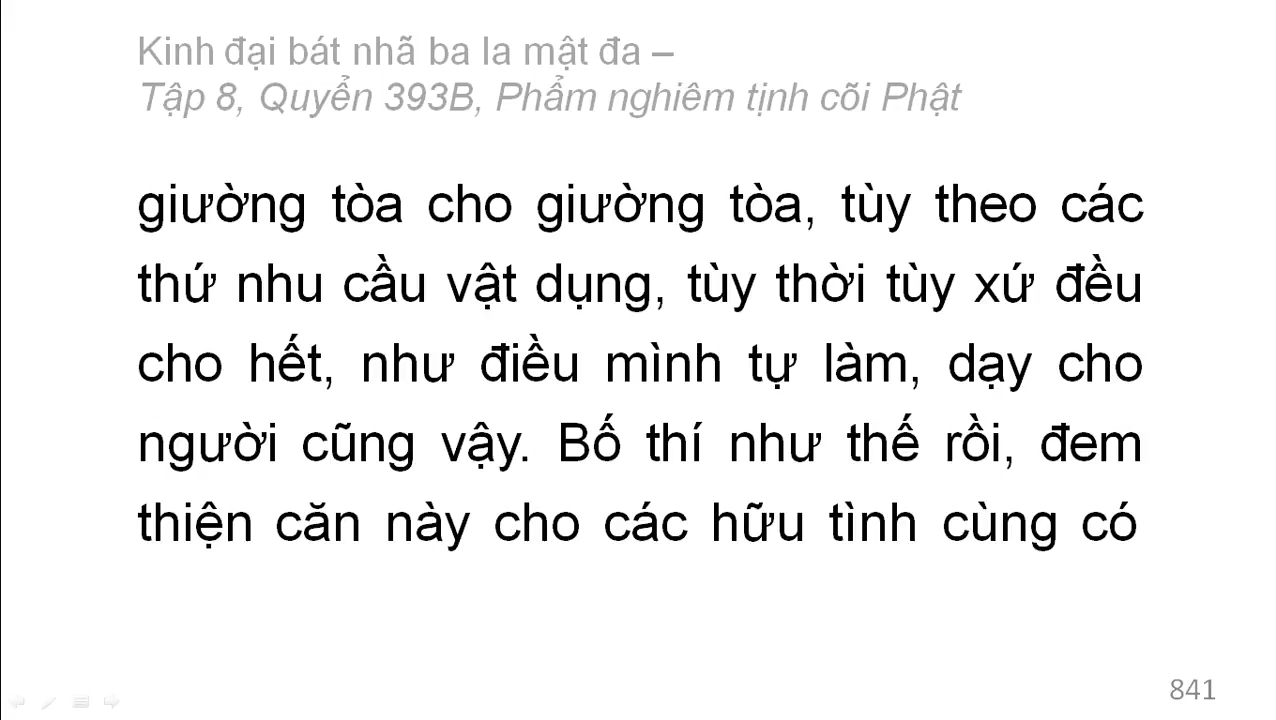 Kinh đại bát nhã ba la mật đa –
Tập 8, Quyển 393B, Phẩm nghiêm tịnh cõi Phật
giường tòa cho giường tòa, tùy theo các
thứ nhu cầu vật dụng, tùy thời tùy xứ đều
cho hết, như điều mình tự làm, dạy cho
người cũng vậy. Bố thí như thế rồi, đem
thiện căn này cho các hữu tình cùng có
841